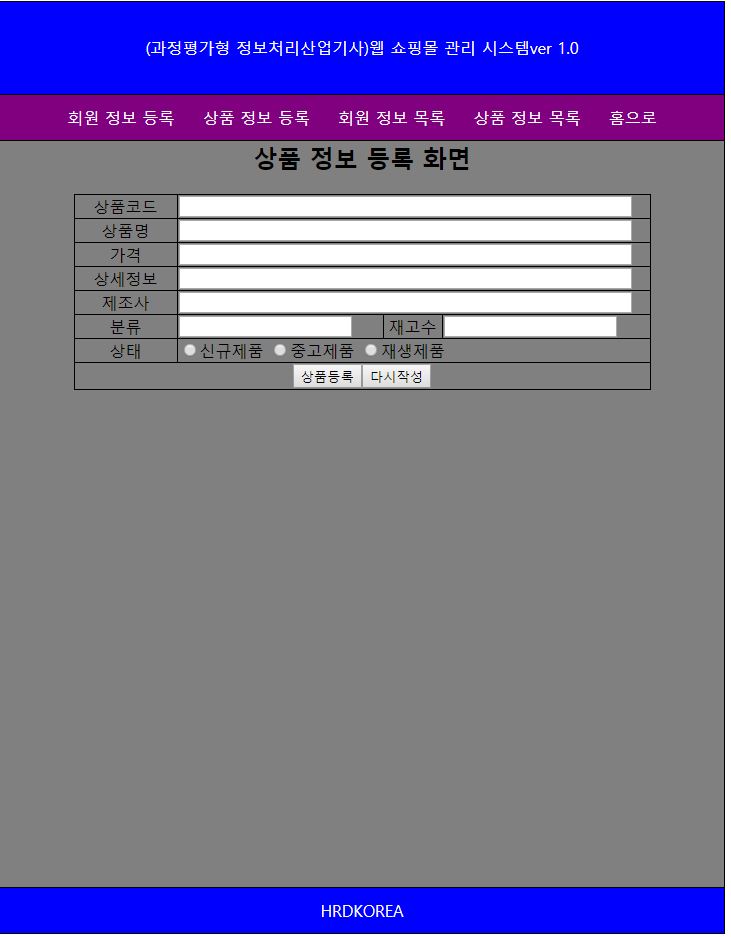 (과정평가형 정보처리산업기사)웹 쇼핑몰 관리 시스템ver 1.0
회원 정보 등록 상품 정보 등록 회원 정보 목록 상품 정보 목록 홈으로
상품 정보 등록 화면
상품코드
상품명
가격
상세정보
제조사
분류 재고수
상태 신규제품 중고제품 재생제품
상품등록 다시작성
HRDKOREA